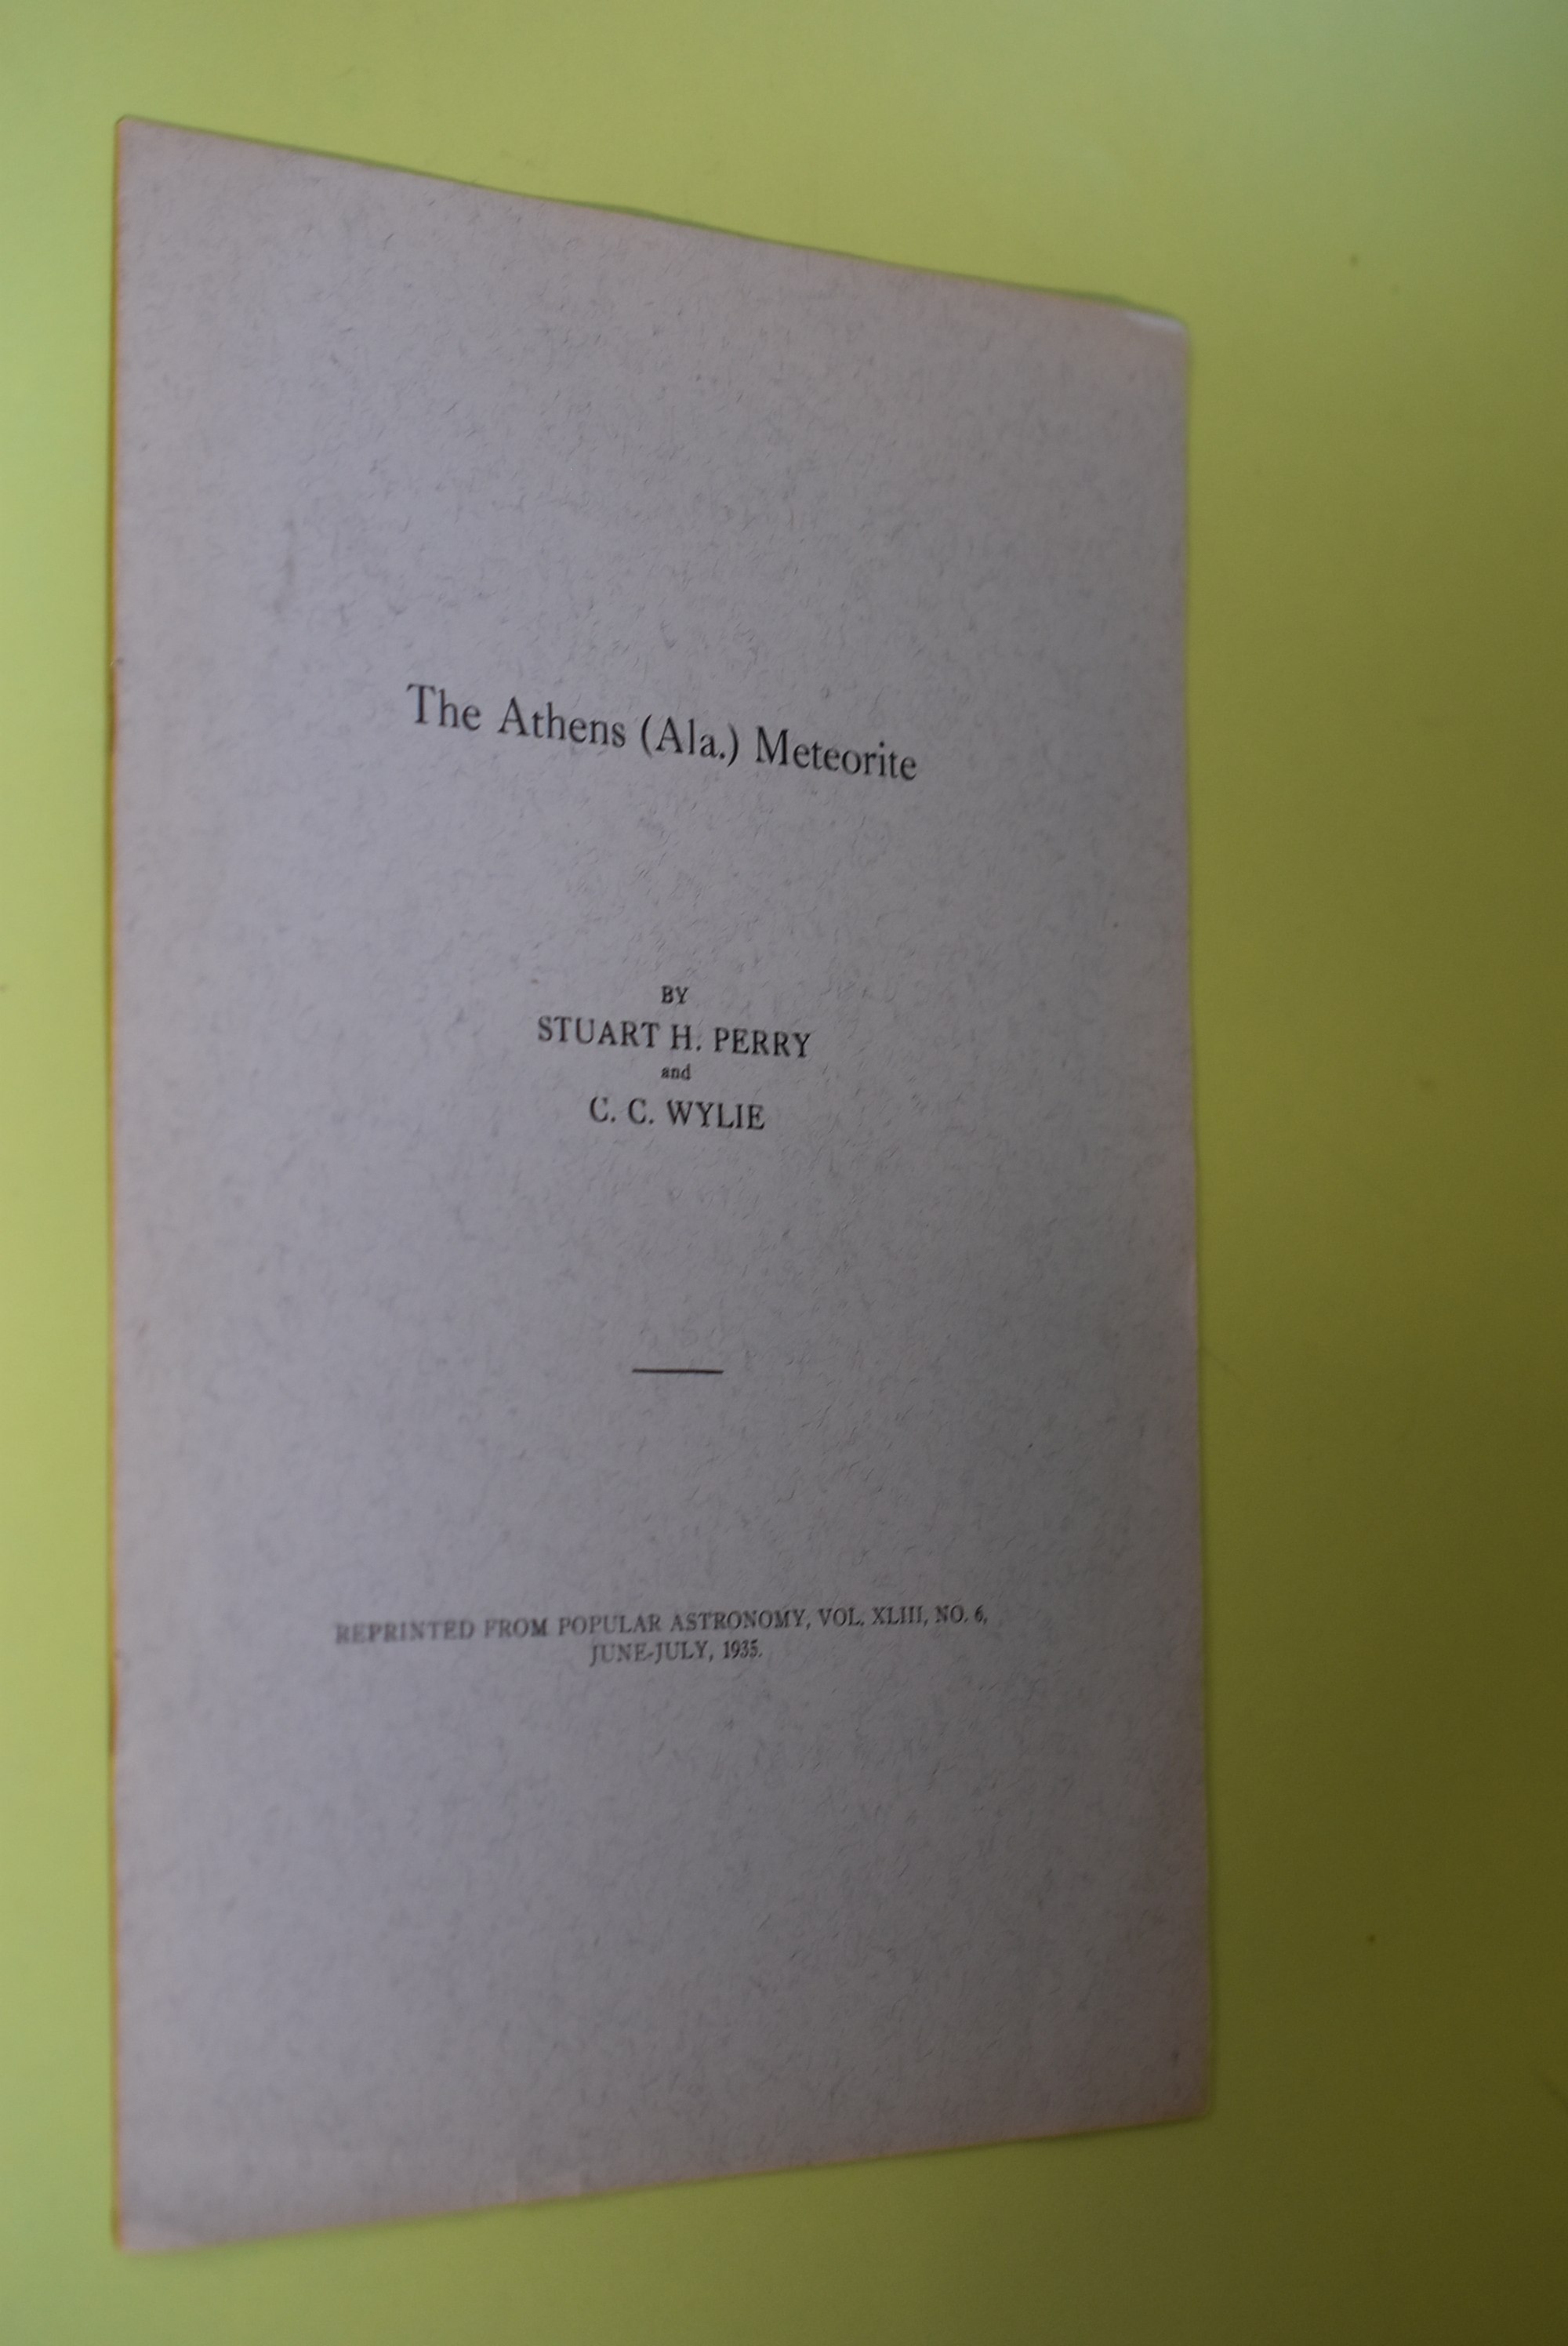 The Athens (Ala.) Meteorite
BY
STUART H. PERRY
and
C. C. WYLIE
REPRINTED FROM POPULAR ASTRONOMY, VOL. XLIII, NO. 6,
JUNE-JULY, 1935.